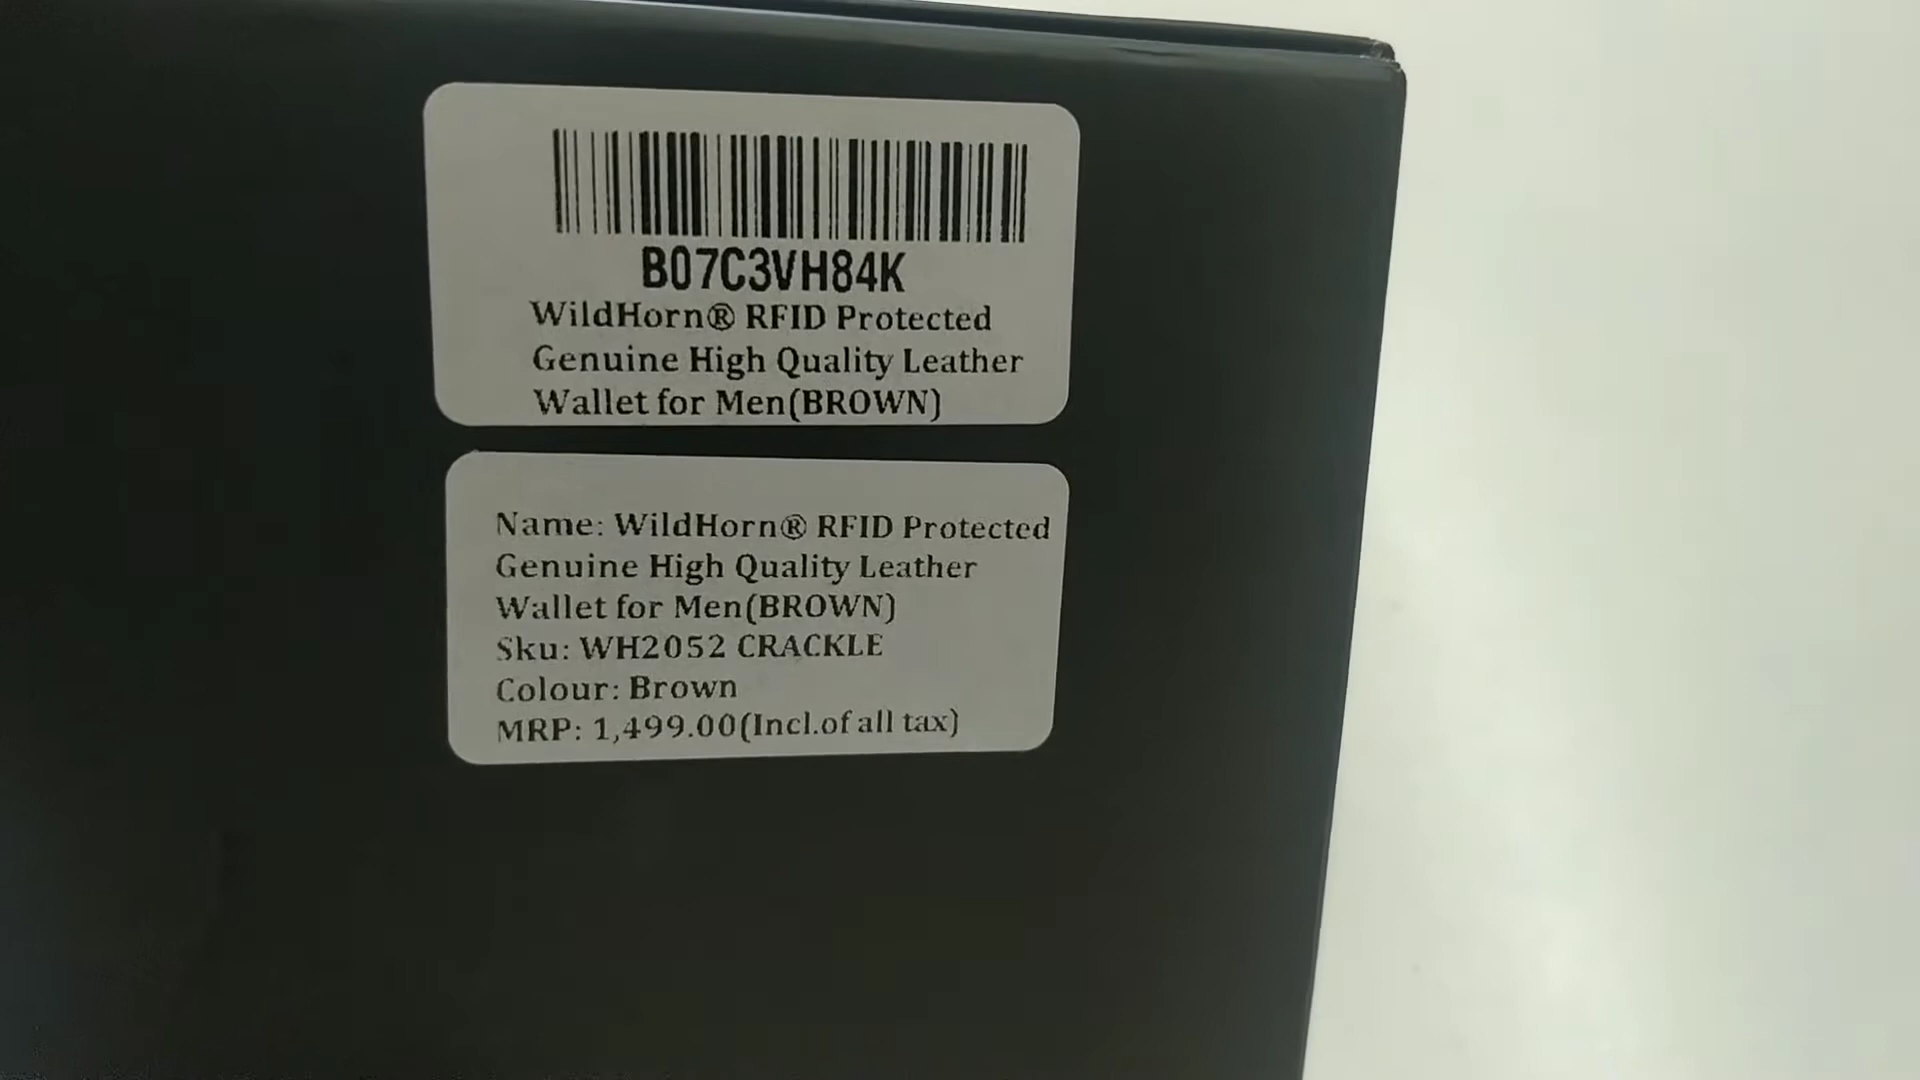 B07C3VH84K
WildHorn® RFID Protected
Genuine High Quality Leather
Wallet for Men(BROWN)
Name: WildHorn® RFID Protected
Genuine High Quality Leather
Wallet for Men(BROWN)
Sku: WH2052 CRACKLE
Colour: Brown
MRP: 1,499.00(Incl.of all tax)